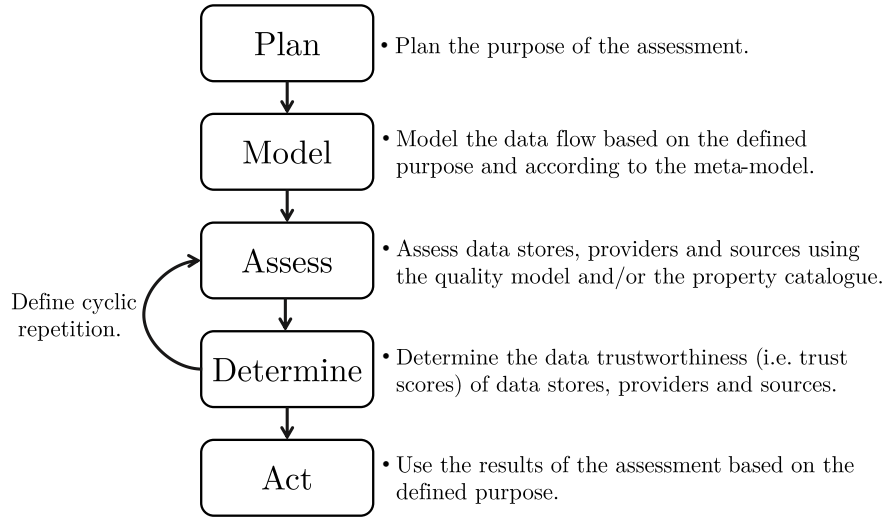 Plan
• Plan the purpose of the assessment.
Model
• Model the data flow based on the defined
purpose and according to the meta-model.
Assess
• Assess data stores, providers and sources using
the quality model and/or the property catalogue.
Define cyclic
repetition.
Determine
• Determine the data trustworthiness (i.e. trust
scores) of data stores, providers and sources.
Act
• Use the results of the assessment based on the
defined purpose.